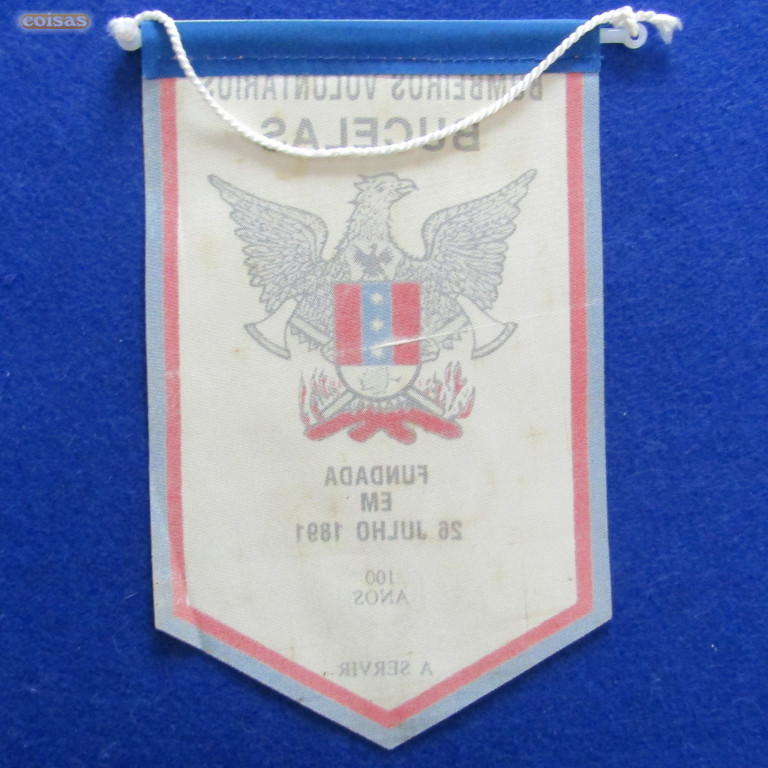 coisas
BOMBEIROS VOLUNTÁRIOS
BUCELAS
FUNDADA
EM
26 JULHO 1891
100
ANOS
A SERVIR...